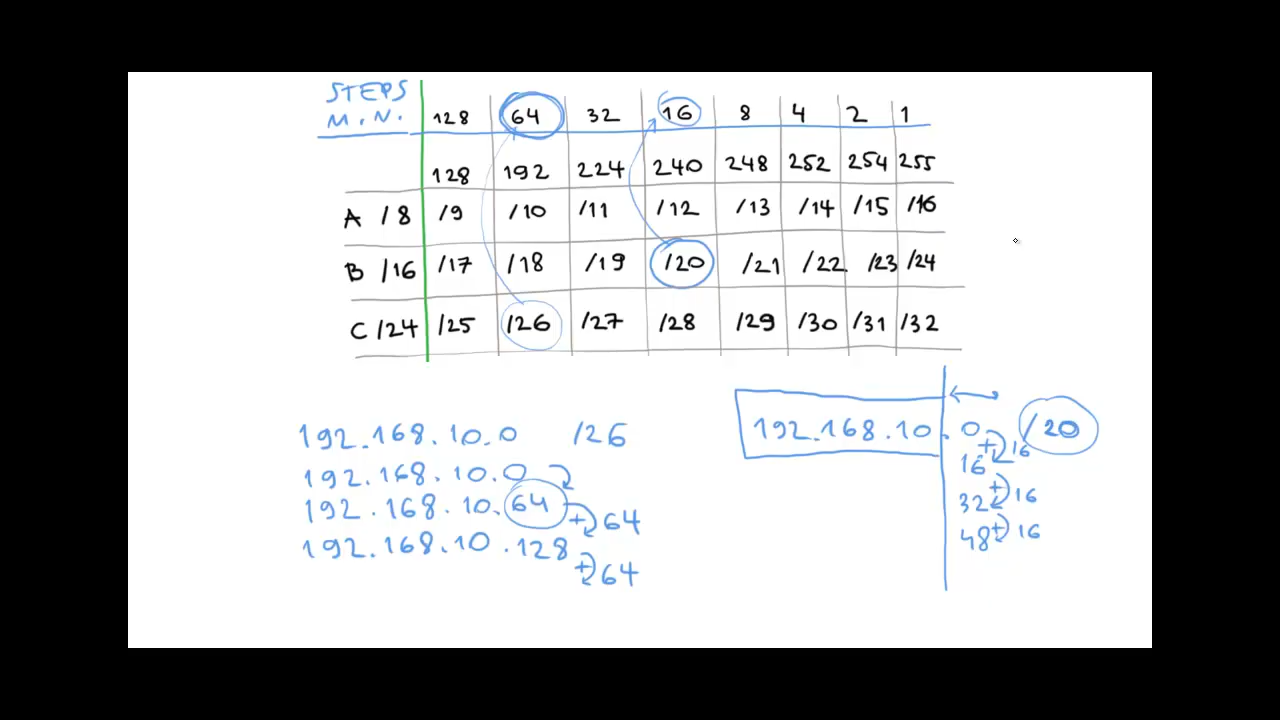 STEPS
M.N. 128 64 32 16 8 4 2 1
128 192 224 240 248 252 254 255
A /8 /9 /10 /11 /12 /13 /14 /15 /16
B /16 /17 /18 /19 /20 /21 /22 /23 /24
C /24 /25 /26 /27 /28 /29 /30 /31 /32
192.168.10.0 /26
192.168.10.0
192.168.10.64
+64
192.168.10.128
+64
192.168.10.0 /20
+16
16
+16
32
+16
48